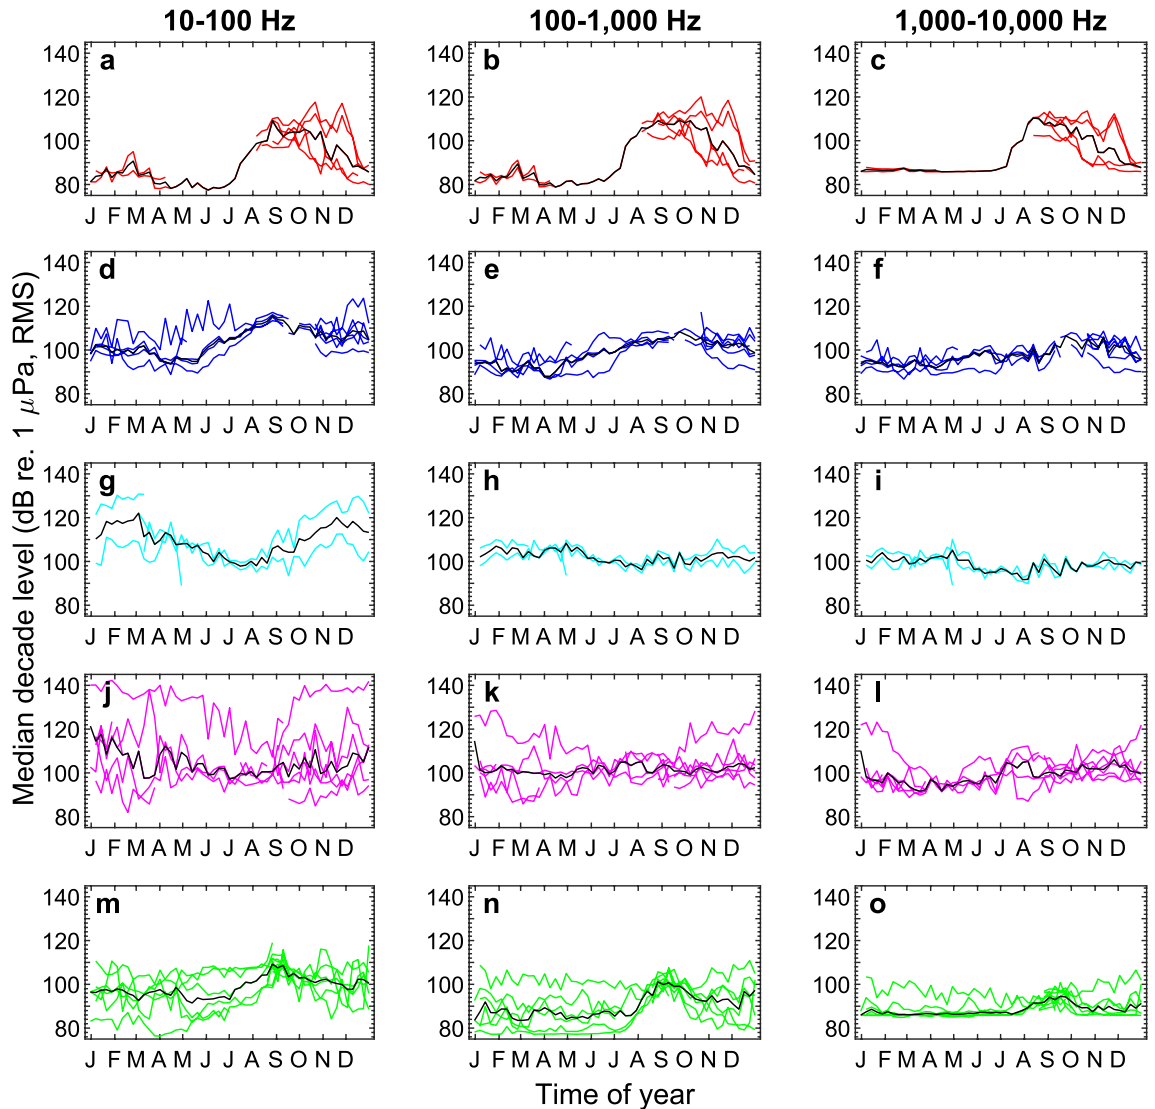 10-100 Hz 100-1,000 Hz 1,000-10,000 Hz
Median decade level (dB re. 1 μPa, RMS)
a b c
140 140 140
120 120 120
100 100 100
80 80 80
J F M A M J J A S O N D J F M A M J J A S O N D J F M A M J J A S O N D
d e f
140 140 140
120 120 120
100 100 100
80 80 80
J F M A M J J A S O N D J F M A M J J A S O N D J F M A M J J A S O N D
g h i
140 140 140
120 120 120
100 100 100
80 80 80
J F M A M J J A S O N D J F M A M J J A S O N D J F M A M J J A S O N D
j k l
140 140 140
120 120 120
100 100 100
80 80 80
J F M A M J J A S O N D J F M A M J J A S O N D J F M A M J J A S O N D
m n o
140 140 140
120 120 120
100 100 100
80 80 80
J F M A M J J A S O N D J F M A M J J A S O N D J F M A M J J A S O N D
Time of year